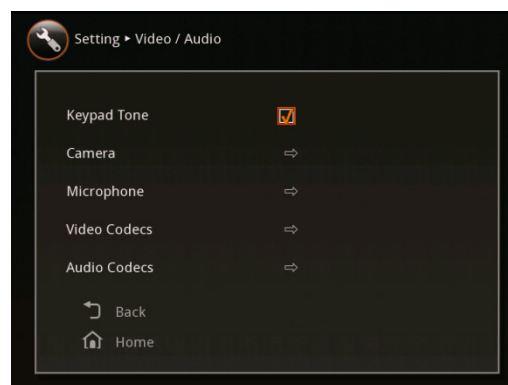 Setting ▸ Video / Audio
Keypad Tone
Camera
Microphone
Video Codecs
Audio Codecs
Back
Home